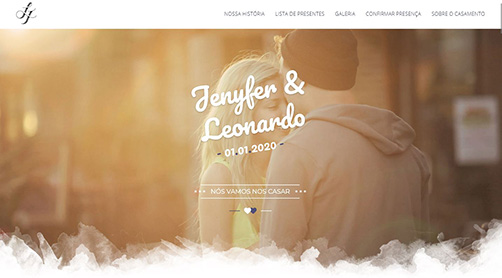 NOSSA HISTÓRIA LISTA DE PRESENTES GALERIA CONFIRMAR PRESENÇA SOBRE O CASAMENTO
Jenyfer &
Leonardo
- 01.01.2020 -
NÓS VAMOS NOS CASAR